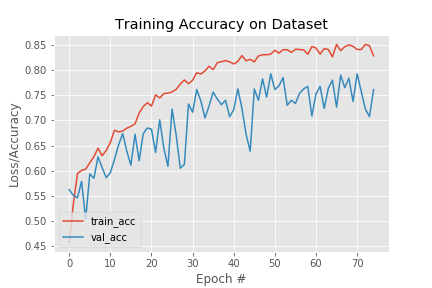 Training Accuracy on Dataset
Loss/Accuracy
0.85
0.80
0.75
0.70
0.65
0.60
0.55
0.50
0.45
train_acc
val_acc
0 10 20 30 40 50 60 70
Epoch #